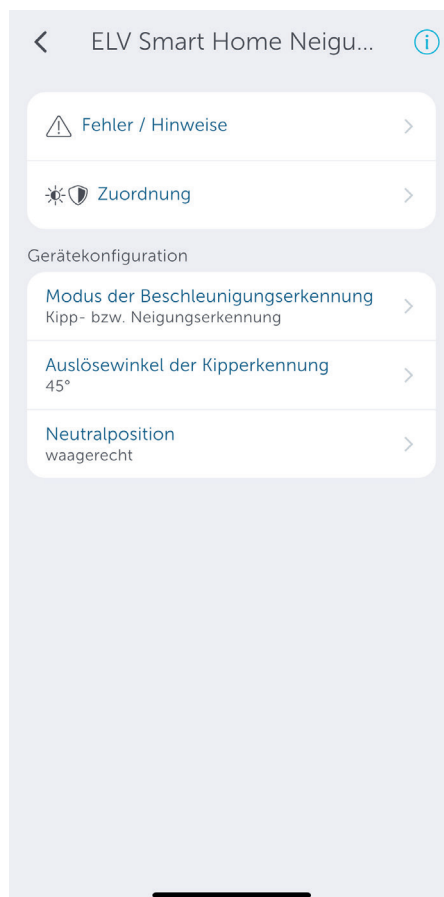 ELV Smart Home Neigu...
Fehler / Hinweise
Zuordnung
Gerätekonfiguration
Modus der Beschleunigungserkennung
Kipp- bzw. Neigungserkennung
Auslösewinkel der Kipperkennung
45°
Neutralposition
waagerecht